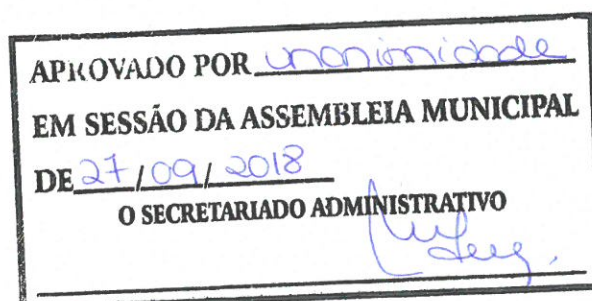 APROVADO POR unanimidade
EM SESSÃO DA ASSEMBLEIA MUNICIPAL
DE 27/09/2018
O SECRETARIADO ADMINISTRATIVO